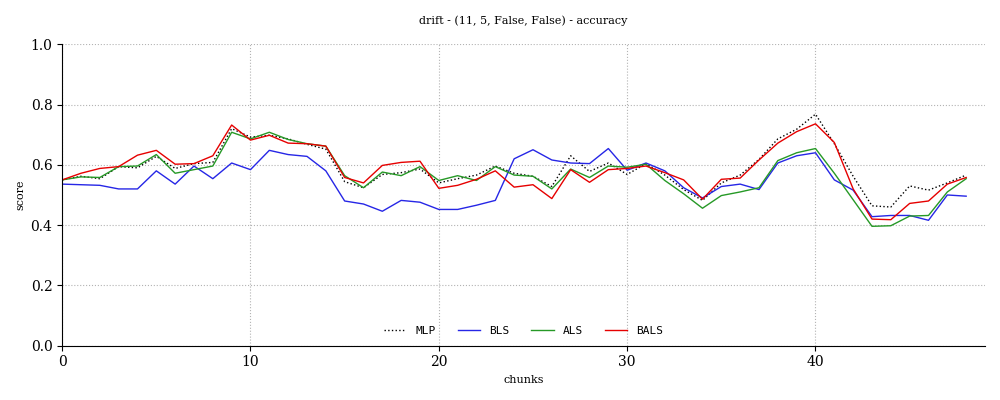 drift - (11, 5, False, False) - accuracy
1.0
0.8
0.6
0.4
0.2
0.0
score
0 10 20 30 40
chunks
MLP BLS ALS BALS